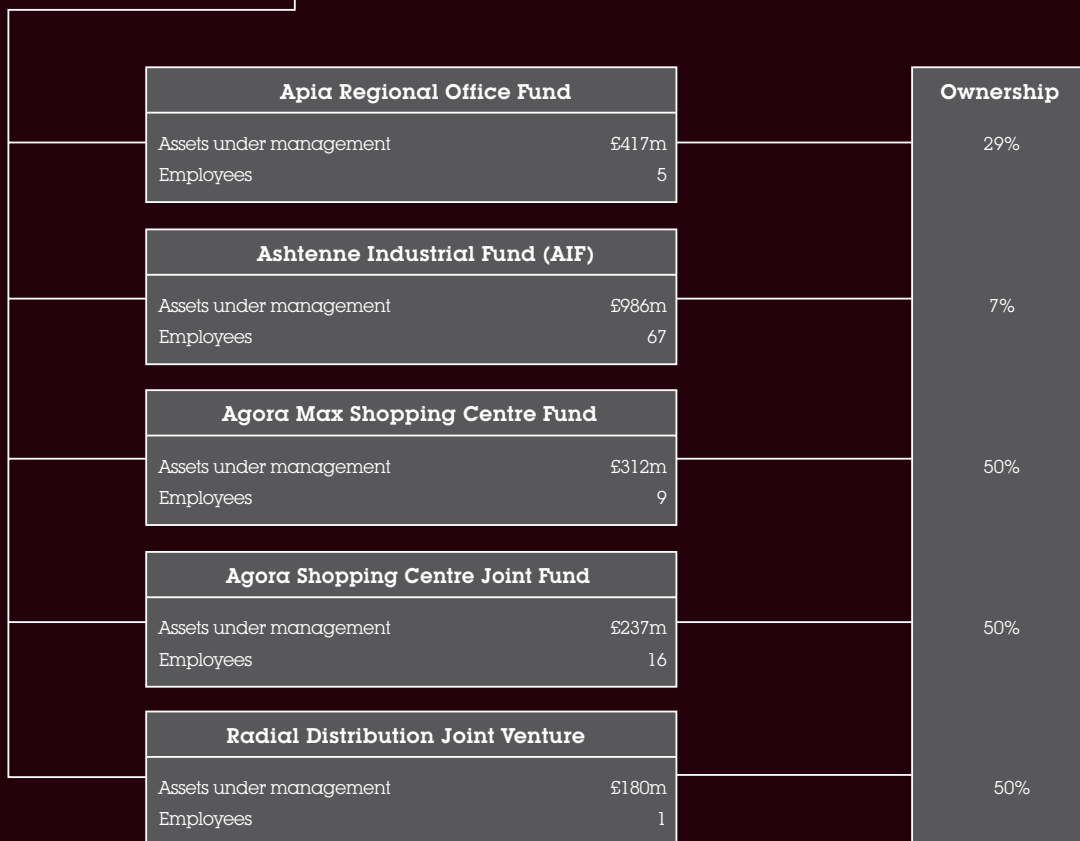 Apia Regional Office Fund
Ownership
Assets under management £417m 29%
Employees 5
Ashtenne Industrial Fund (AIF)
Assets under management £986m 7%
Employees 67
Agora Max Shopping Centre Fund
Assets under management £312m 50%
Employees 9
Agora Shopping Centre Joint Fund
Assets under management £237m 50%
Employees 16
Radial Distribution Joint Venture
Assets under management £180m 50%
Employees 1